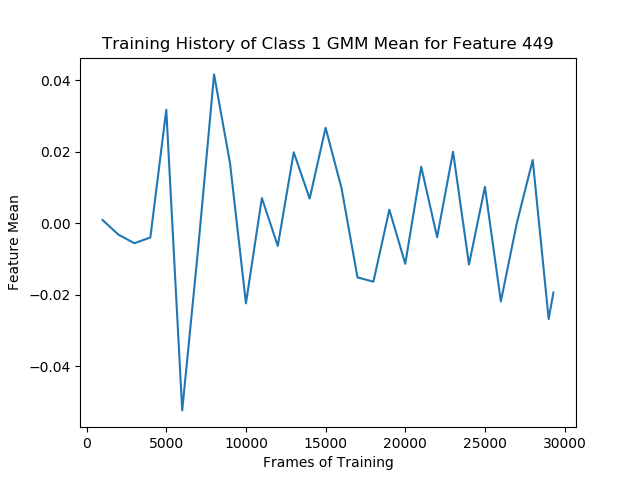 Training History of Class 1 GMM Mean for Feature 449
0.04
0.02
0.00
−0.02
−0.04
Feature Mean
0 5000 10000 15000 20000 25000 30000
Frames of Training